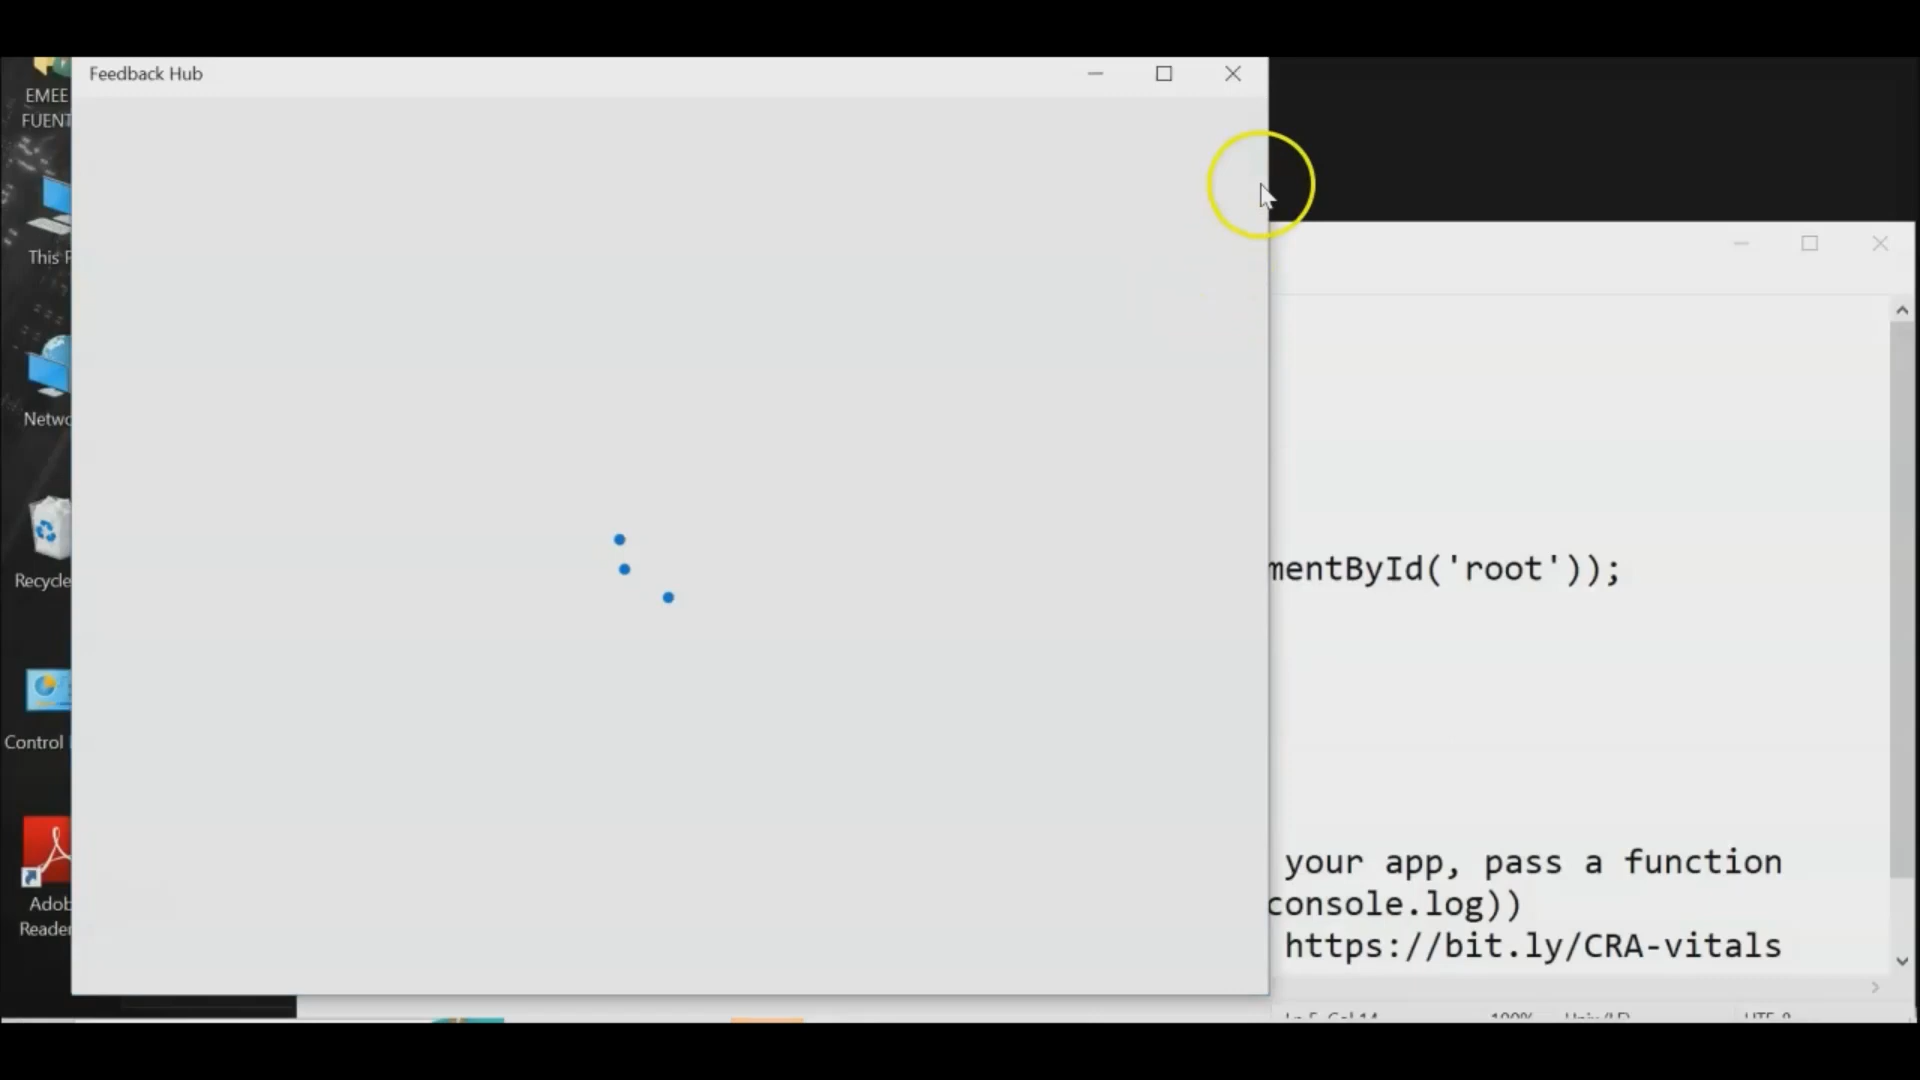 Feedback Hub
EMEE
FUENT
This P
Netwo
Recycle
Control
Adob
Reader
mentById('root'));
your app, pass a function
console.log))
https://bit.ly/CRA-vitals